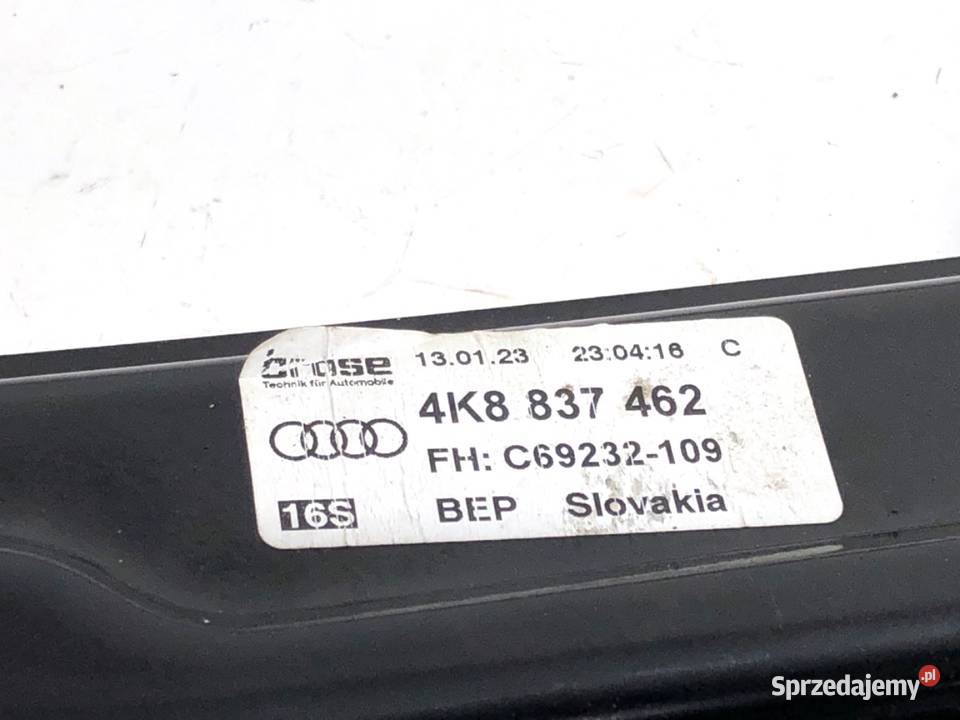 brose 13.01.23 23:04:16 C
Technik für Automobile
4K8 837 462
FH: C69232-109
16S BEP Slovakia
Sprzedajemy.pl